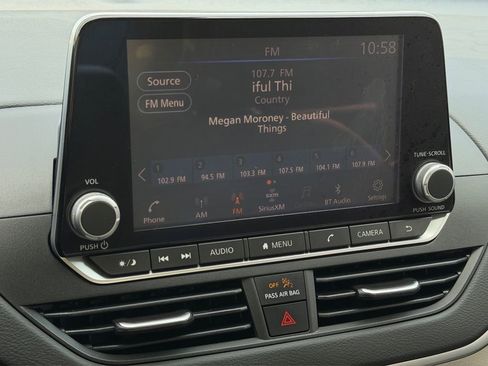 FM
10:58
Source
107.7 FM
iful Thi
Country
FM Menu
Megan Moroney - Beautiful
Things
1 2 3 4 5 6
102.9 FM 94.5 FM 103.3 FM 107.5 FM 104.1 FM 107.9 FM
VOL
TUNE•SCROLL
Phone AM FM SiriusXM BT Audio Settings
sxm
PUSH
PUSH SOUND
AUDIO MENU CAMERA
OFF
PASS AIR BAG